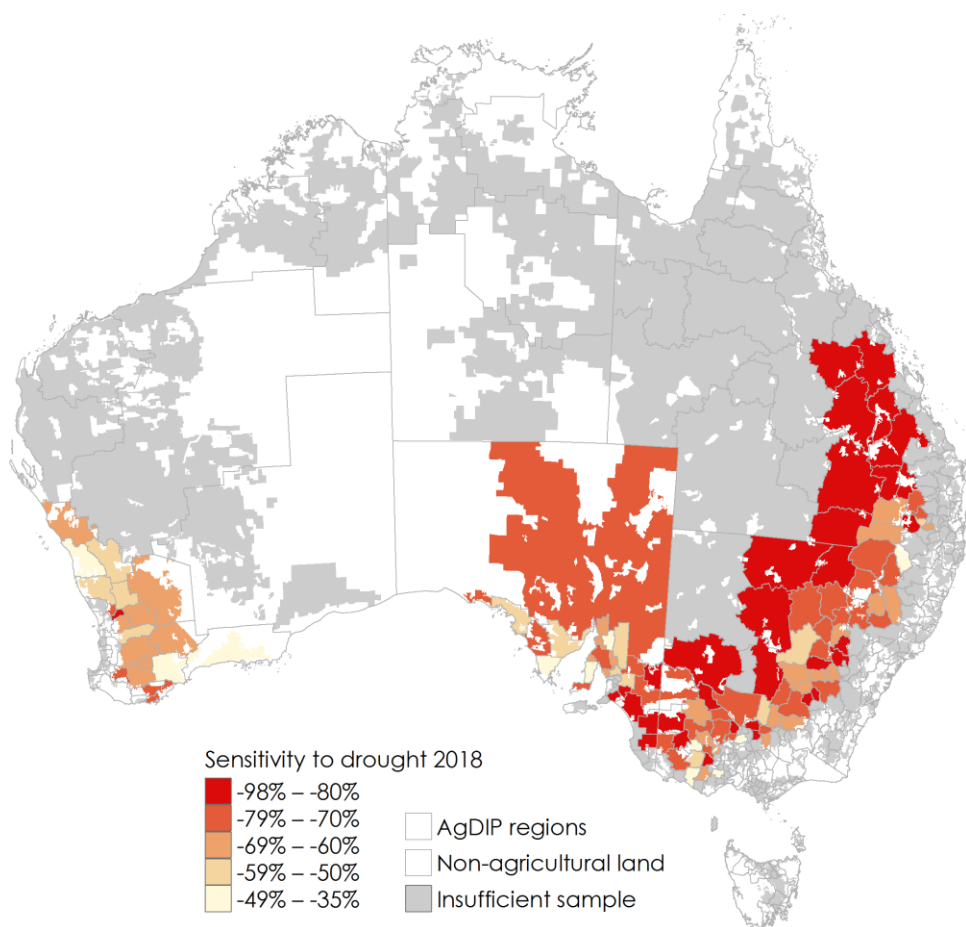 Sensitivity to drought 2018
-98% – -80%
-79% – -70%
-69% – -60%
-59% – -50%
-49% – -35%
AgDIP regions
Non-agricultural land
Insufficient sample